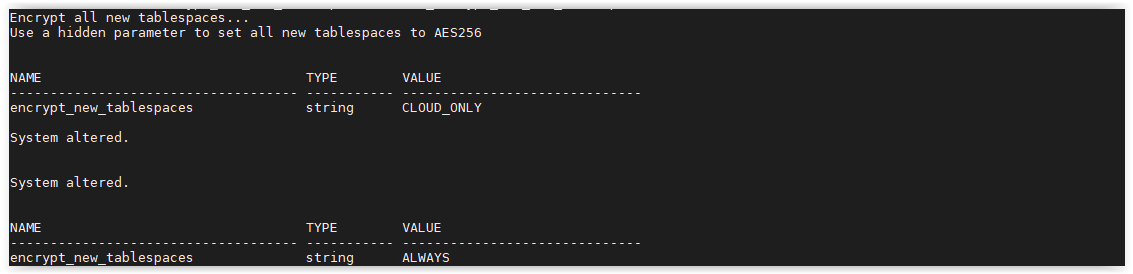 Encrypt all new tablespaces...
Use a hidden parameter to set all new tablespaces to AES256
NAME                                 TYPE        VALUE
------------------------------------ ----------- ------------------------------
encrypt_new_tablespaces              string      CLOUD_ONLY
System altered.
System altered.
NAME                                 TYPE        VALUE
------------------------------------ ----------- ------------------------------
encrypt_new_tablespaces              string      ALWAYS